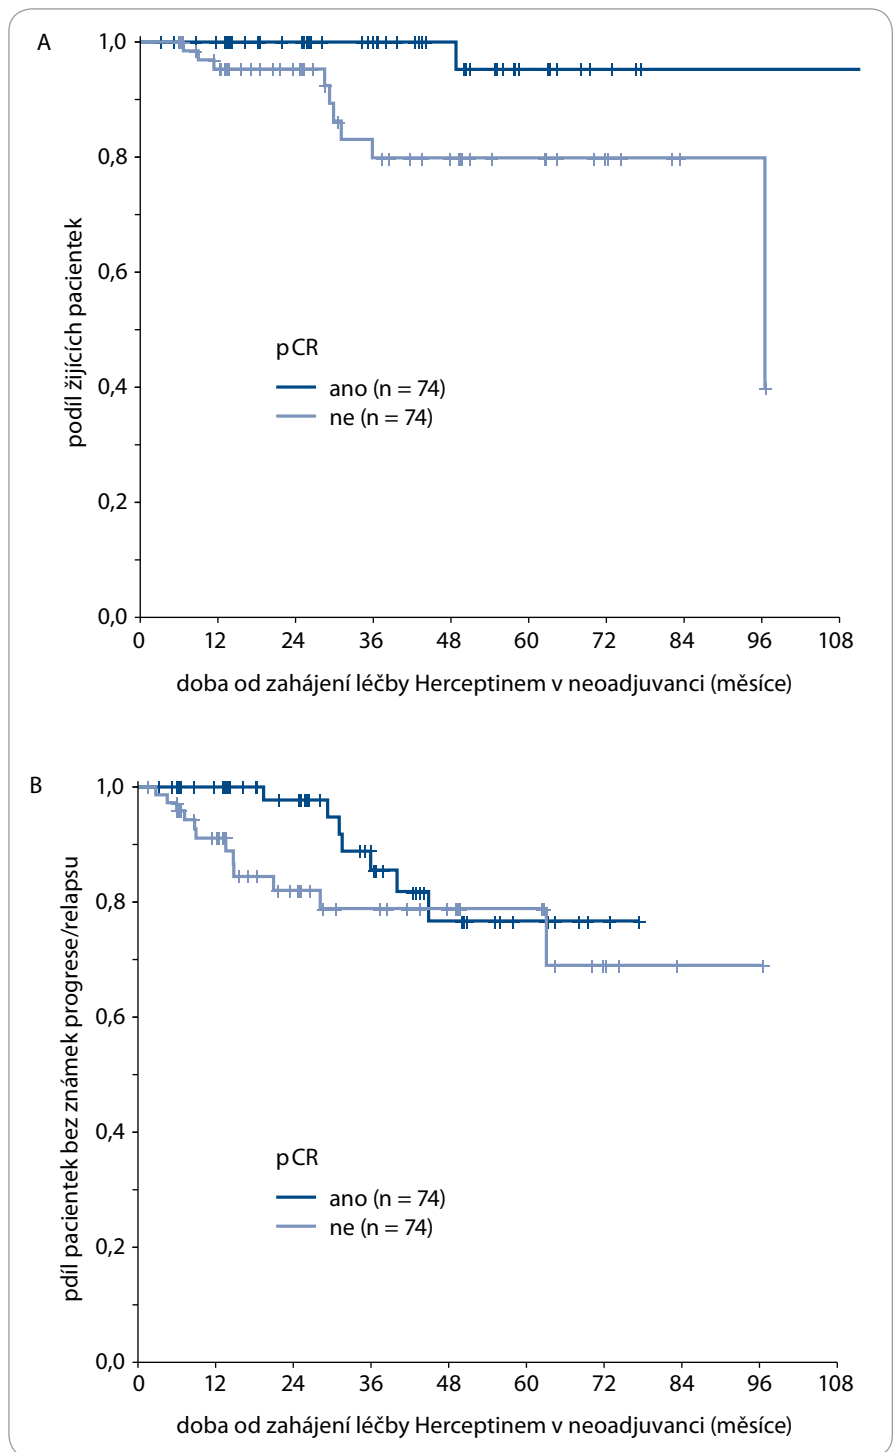 A
podíl žijících pacientek
1,0
0,8
0,6
0,4
0,2
0,0
pCR
ano (n = 74)
ne (n = 74)
0 12 24 36 48 60 72 84 96 108
doba od zahájení léčby Herceptinem v neoadjuvanci (měsíce)
B
pdíl pacientek bez známek progrese/relapsu
1,0
0,8
0,6
0,4
0,2
0,0
pCR
ano (n = 74)
ne (n = 74)
0 12 24 36 48 60 72 84 96 108
doba od zahájení léčby Herceptinem v neoadjuvanci (měsíce)